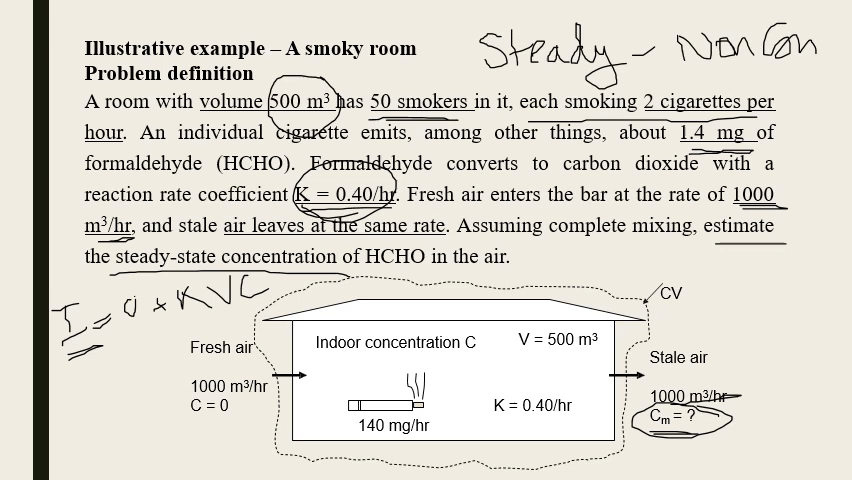 Steady - NonCon
Illustrative example – A smoky room
Problem definition
A room with volume 500 m³ has 50 smokers in it, each smoking 2 cigarettes per
hour. An individual cigarette emits, among other things, about 1.4 mg of
formaldehyde (HCHO). Formaldehyde converts to carbon dioxide with a
reaction rate coefficient K = 0.40/hr. Fresh air enters the bar at the rate of 1000
m³/hr, and stale air leaves at the same rate. Assuming complete mixing, estimate
the steady-state concentration of HCHO in the air.
I = O + KVC
CV
Fresh air
Indoor concentration C
V = 500 m³
Stale air
1000 m³/hr
C = 0
K = 0.40/hr
140 mg/hr
1000 m³/hr
Cₘ = ?